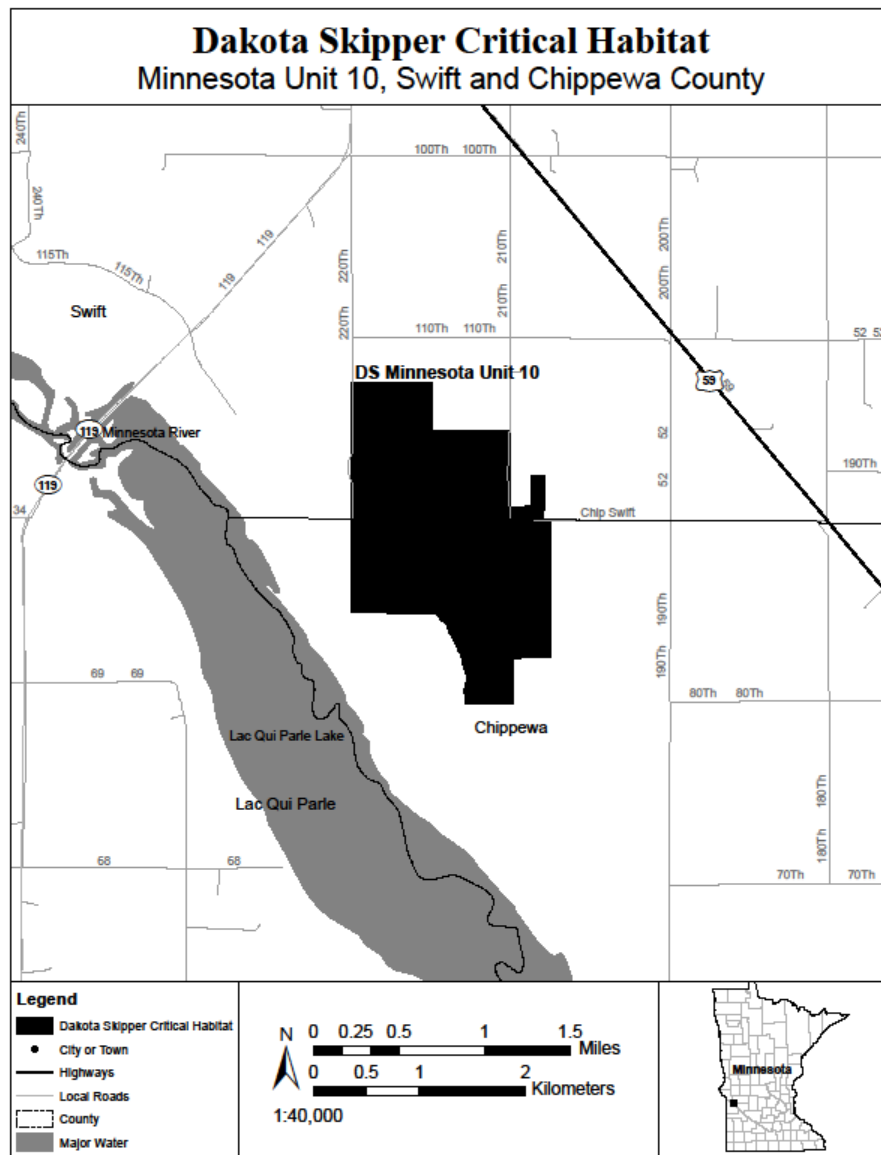 Dakota Skipper Critical Habitat
Minnesota Unit 10, Swift and Chippewa County
240Th
100Th 100Th
240Th
119
200Th
115Th
115Th
119
220Th
210Th
200Th
Swift
220Th
210Th
110Th 110Th
52 5
DS Minnesota Unit 10
59
59
119
Minnesota River
52
190Th
52
119
34
Chip Swift
190Th
190Th
69 69
80Th 80Th
Chippewa
Lac Qui Parle Lake
180Th
Lac Qui Parle
180Th
68 68
70Th 70Th
Legend
Dakota Skipper Critical Habitat
City or Town
Highways
Local Roads
County
Major Water
N
0 0.25 0.5 1 1.5
Miles
0 0.5 1 2
Kilometers
1:40,000
Minnesota